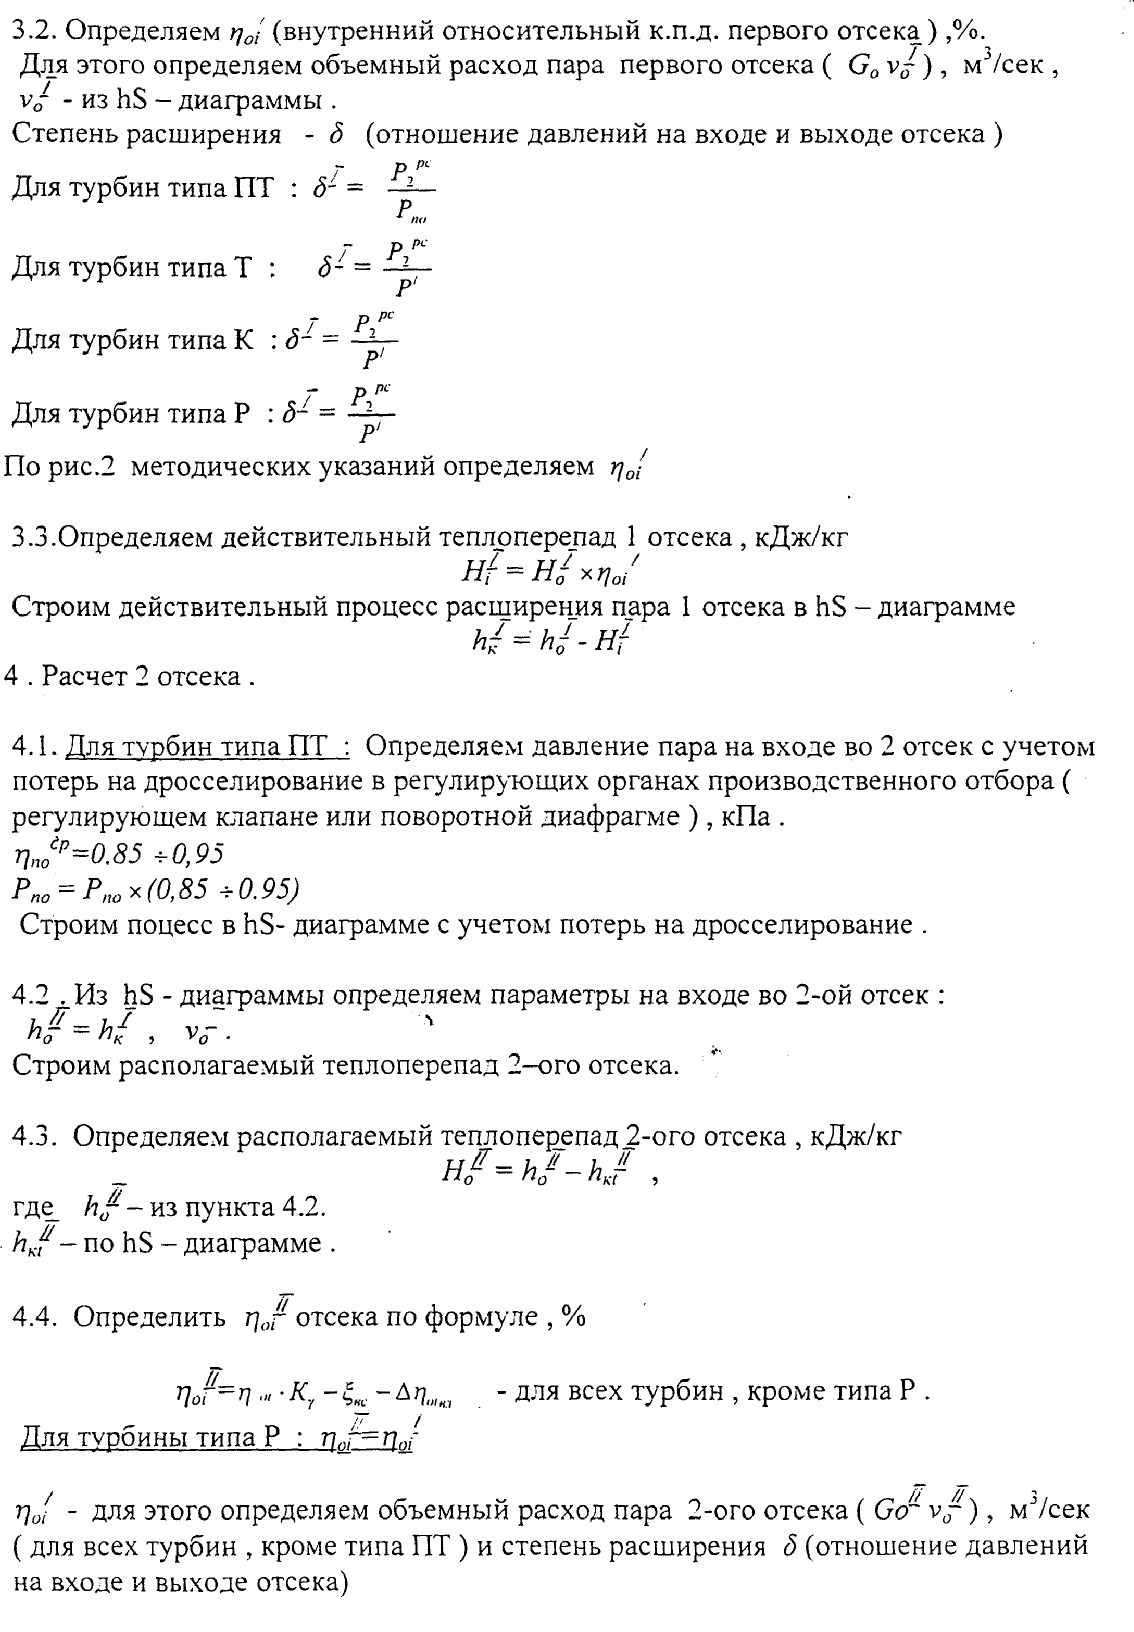 3.2. Определяем ηoi′ (внутренний относительный к.п.д. первого отсека ) ,%.
Для этого определяем объемный расход пара первого отсека ( Go vo^I ) , м³/сек ,
vo^I - из hS – диаграммы .
Степень расширения - δ (отношение давлений на входе и выходе отсека )
Для турбин типа ПТ : δ^I = P2^рс / Pпо
Для турбин типа Т : δ^I = P2^рс / P′
Для турбин типа К : δ^I = P2^рс / P′
Для турбин типа Р : δ^I = P2^рс / P′
По рис.2 методических указаний определяем ηoi′
3.3.Определяем действительный теплоперепад 1 отсека , кДж/кг
Hi^I = Ho^I × ηoi′
Строим действительный процесс расширения пара 1 отсека в hS – диаграмме
hк^I = ho^I - Hi^I
4 . Расчет 2 отсека .
4.1. Для турбин типа ПТ : Определяем давление пара на входе во 2 отсек с учетом
потерь на дросселирование в регулирующих органах производственного отбора (
регулирующем клапане или поворотной диафрагме ) , кПа .
ηпо^др=0.85 ÷0,95
Pпо = Pпо × (0,85 ÷0.95)
Строим поцесс в hS- диаграмме с учетом потерь на дросселирование .
4.2 . Из hS - диаграммы определяем параметры на входе во 2-ой отсек :
ho^II = hк^I , vo .
Строим располагаемый теплоперепад 2–ого отсека.
4.3. Определяем располагаемый теплоперепад 2-ого отсека , кДж/кг
Ho^II = ho^II – hкt^II ,
где ho^II – из пункта 4.2.
hкt^II – по hS – диаграмме .
4.4. Определить ηoi^II отсека по формуле , %
ηoi^II=η · Kγ – ξвс – Δη - для всех турбин , кроме типа Р .
Для турбины типа Р : ηoi^II=ηoi′
ηoi′ - для этого определяем объемный расход пара 2-ого отсека ( Go^II vo^II ) , м³/сек
( для всех турбин , кроме типа ПТ ) и степень расширения δ (отношение давлений
на входе и выходе отсека)